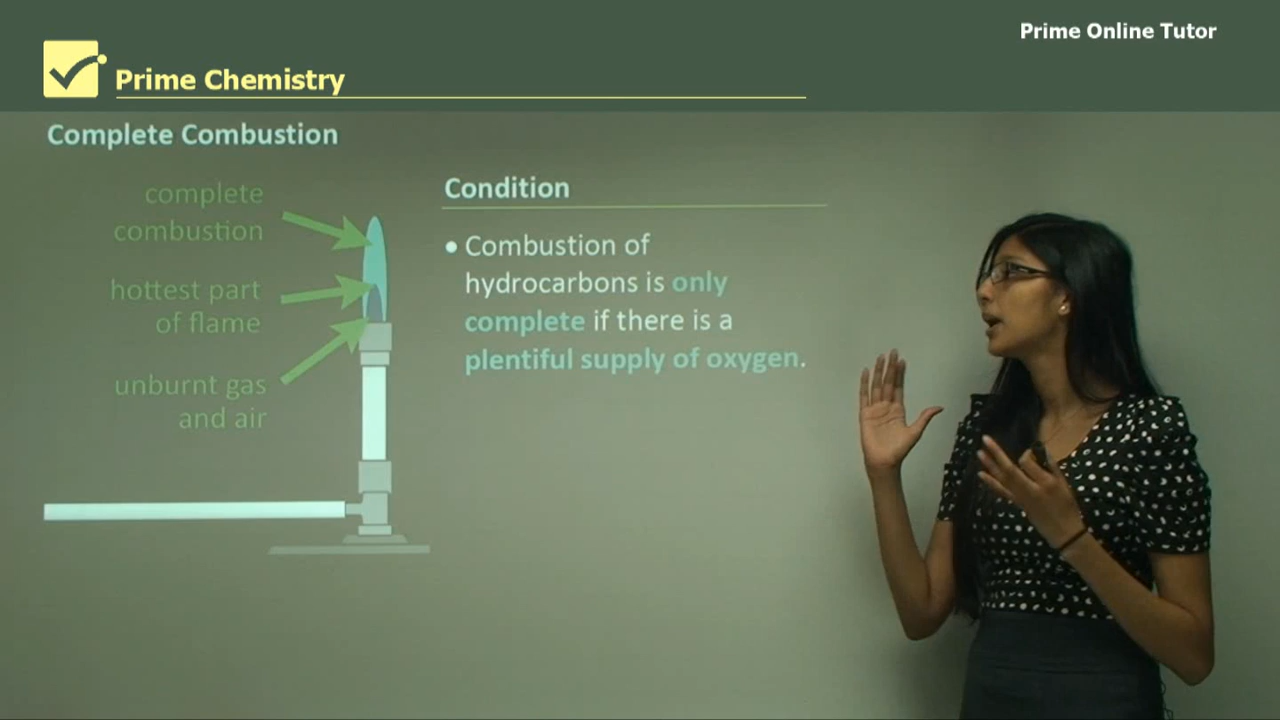 Prime Online Tutor
Prime Chemistry
Complete Combustion
complete
combustion
hottest part
of flame
unburnt gas
and air
Condition
• Combustion of
hydrocarbons is only
complete if there is a
plentiful supply of oxygen.